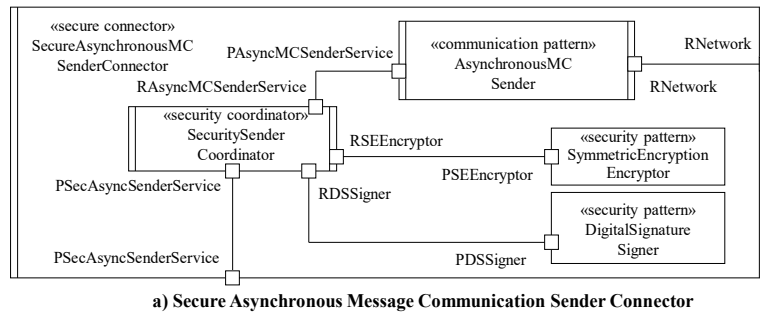 «secure connector»
SecureAsynchronousMC
SenderConnector
PAsyncMCSenderService
«communication pattern»
AsynchronousMC
Sender
RNetwork
RNetwork
RAsyncMCSenderService
«security coordinator»
SecuritySender
Coordinator
RSEEncryptor
PSEEncryptor
«security pattern»
SymmetricEncryption
Encryptor
PSecAsyncSenderService
RDSSigner
«security pattern»
DigitalSignature
Signer
PDSSigner
PSecAsyncSenderService
a) Secure Asynchronous Message Communication Sender Connector